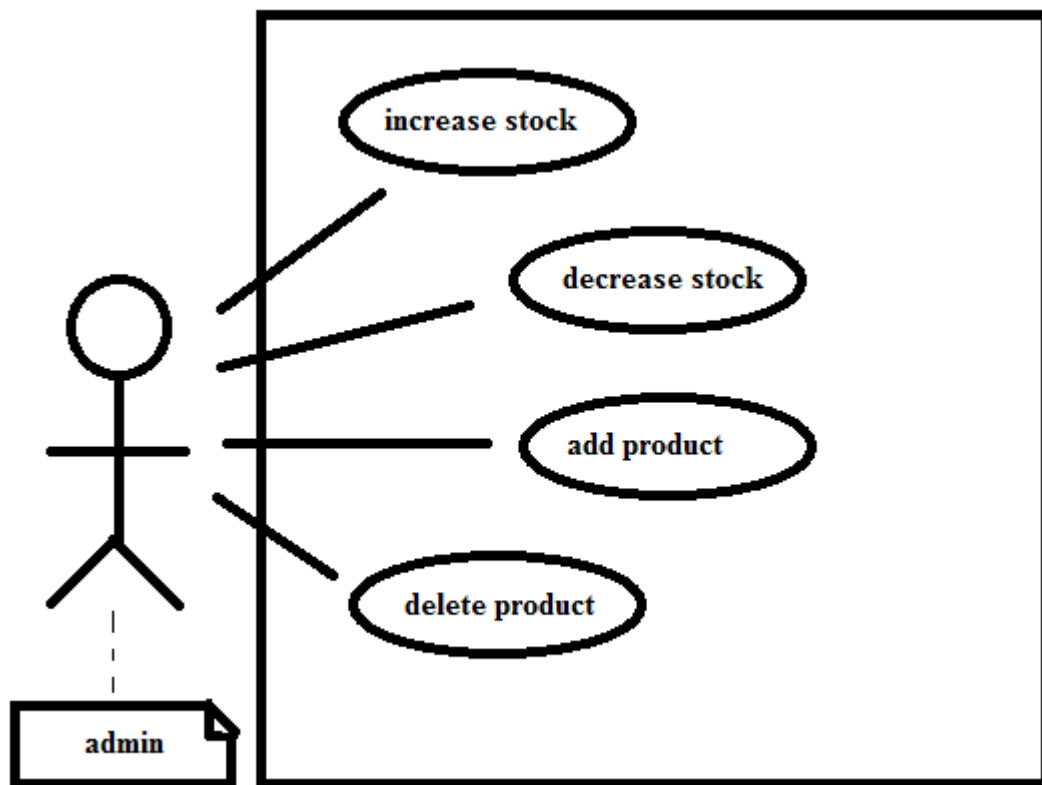 increase stock
decrease stock
add product
delete product
admin